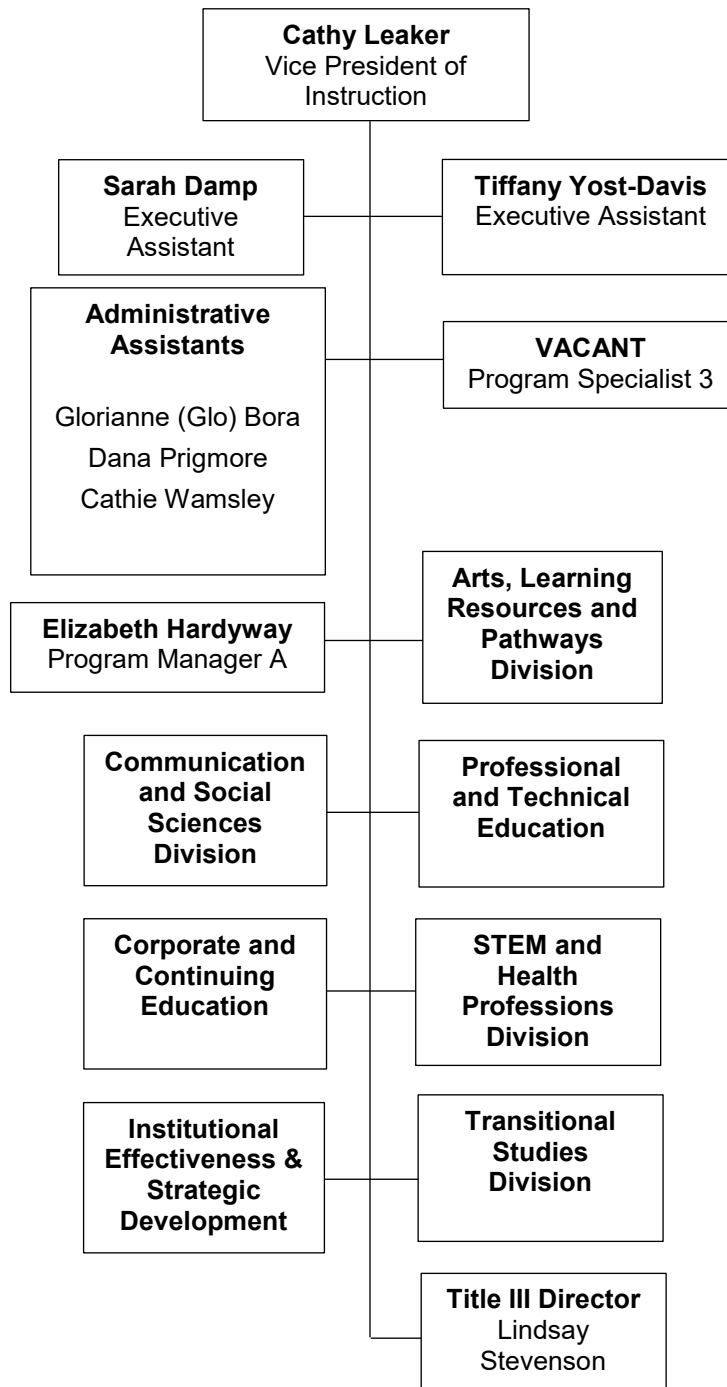 Cathy Leaker
Vice President of
Instruction
Sarah Damp
Executive
Assistant
Tiffany Yost-Davis
Executive Assistant
Administrative
Assistants
Glorianne (Glo) Bora
Dana Prigmore
Cathie Wamsley
VACANT
Program Specialist 3
Elizabeth Hardyway
Program Manager A
Arts, Learning
Resources and
Pathways
Division
Communication
and Social
Sciences
Division
Professional
and Technical
Education
Corporate and
Continuing
Education
STEM and
Health
Professions
Division
Institutional
Effectiveness &
Strategic
Development
Transitional
Studies
Division
Title III Director
Lindsay
Stevenson